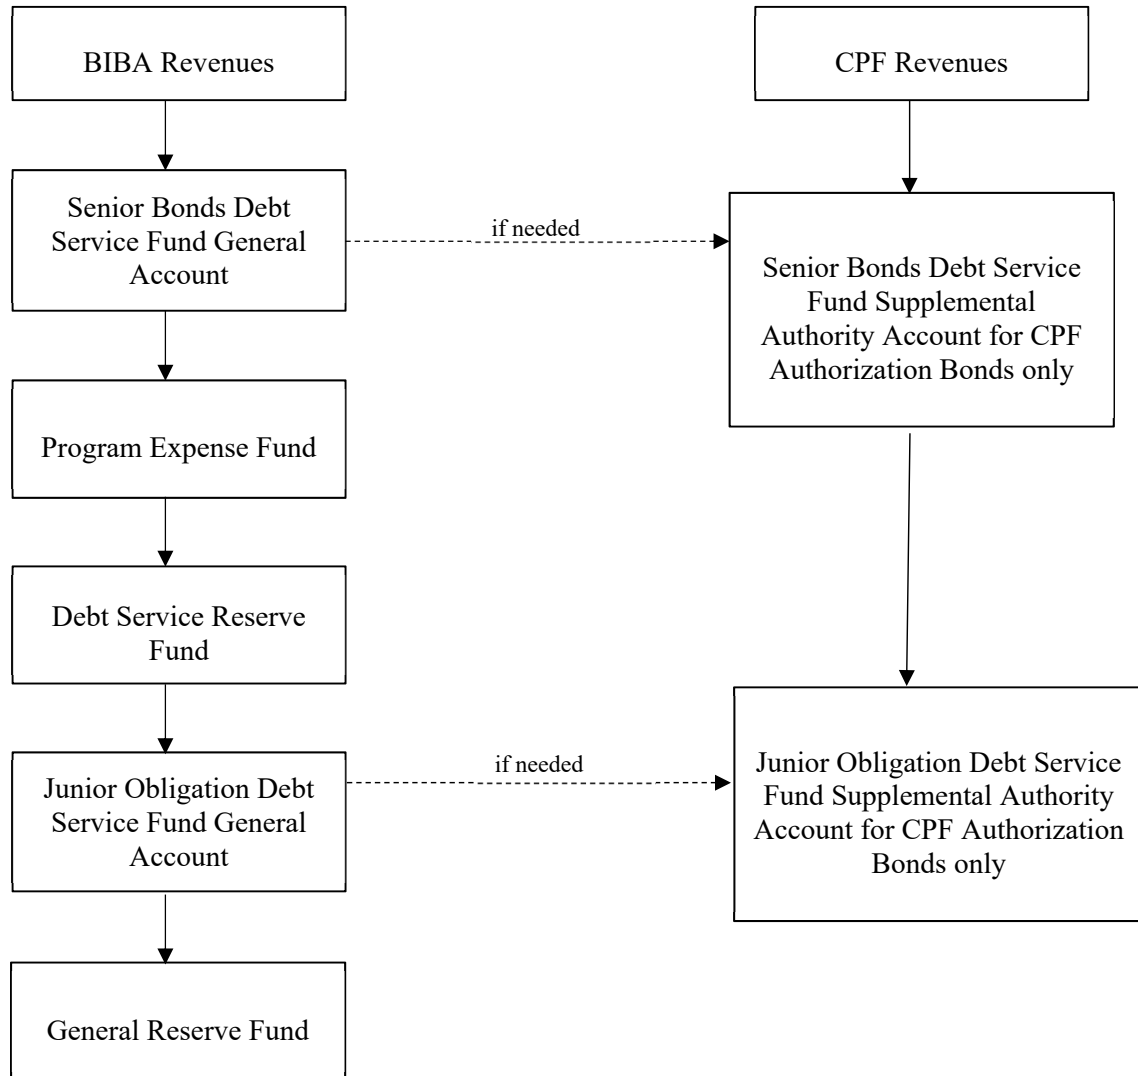 BIBA Revenues
CPF Revenues
Senior Bonds Debt
Service Fund General
Account
if needed
Senior Bonds Debt Service
Fund Supplemental
Authority Account for CPF
Authorization Bonds only
Program Expense Fund
Debt Service Reserve
Fund
Junior Obligation Debt
Service Fund General
Account
if needed
Junior Obligation Debt Service
Fund Supplemental Authority
Account for CPF Authorization
Bonds only
General Reserve Fund